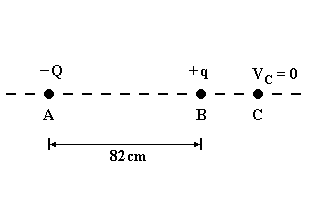 −Q +q V_C = 0
A B C
82 cm